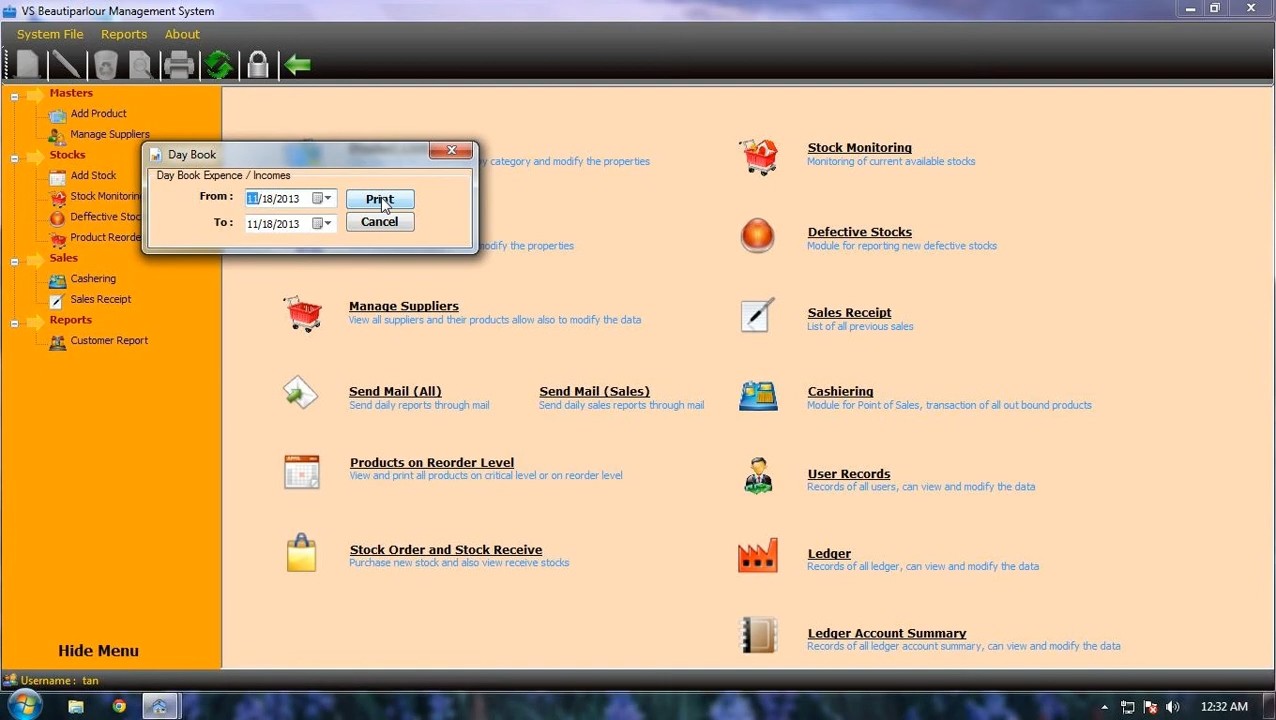 VS Beautiparlour Management System
System File Reports About
Masters
Add Product
Manage Suppliers
Stocks
Add Stock
Stock Monitorin
Deffective Stoc
Product Reorde
Sales
Cashering
Sales Receipt
Reports
Customer Report
Hide Menu
Day Book
Day Book Expence / Incomes
From : 11/18/2013 Print
To : 11/18/2013 Cancel
by category and modify the properties
modify the properties
Manage Suppliers
View all suppliers and their products allow also to modify the data
Send Mail (All) Send Mail (Sales)
Send daily reports through mail Send daily sales reports through mail
Products on Reorder Level
View and print all products on critical level or on reorder level
Stock Order and Stock Receive
Purchase new stock and also view receive stocks
Stock Monitoring
Monitoring of current available stocks
Defective Stocks
Module for reporting new defective stocks
Sales Receipt
List of all previous sales
Cashiering
Module for Point of Sales, transaction of all out bound products
User Records
Records of all users, can view and modify the data
Ledger
Records of all ledger, can view and modify the data
Ledger Account Summary
Records of all ledger account summary, can view and modify the data
Username : tan
12:32 AM